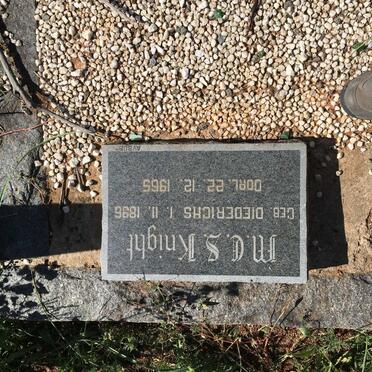 M.C.S. Knight
GEB DIEDERICHS 1. 11. 1896
OORL. 22. 12. 1965